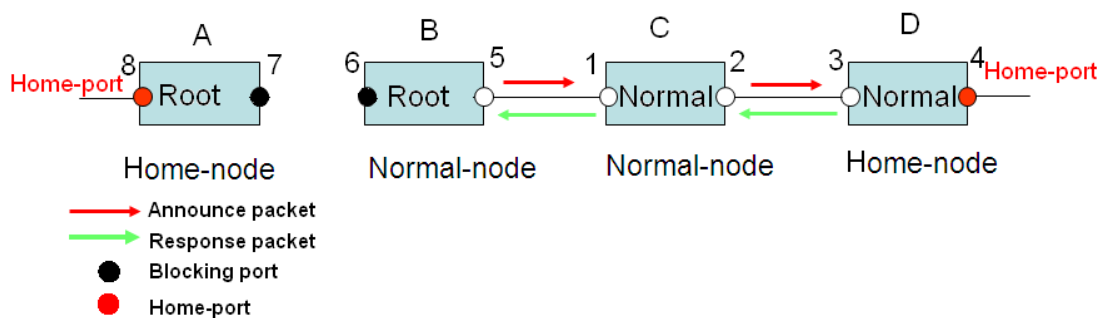 A B C D
8 7 6 5 1 2 3 4
Home-port Root Root Normal Normal Home-port
Home-node Normal-node Normal-node Home-node
Announce packet
Response packet
Blocking port
Home-port